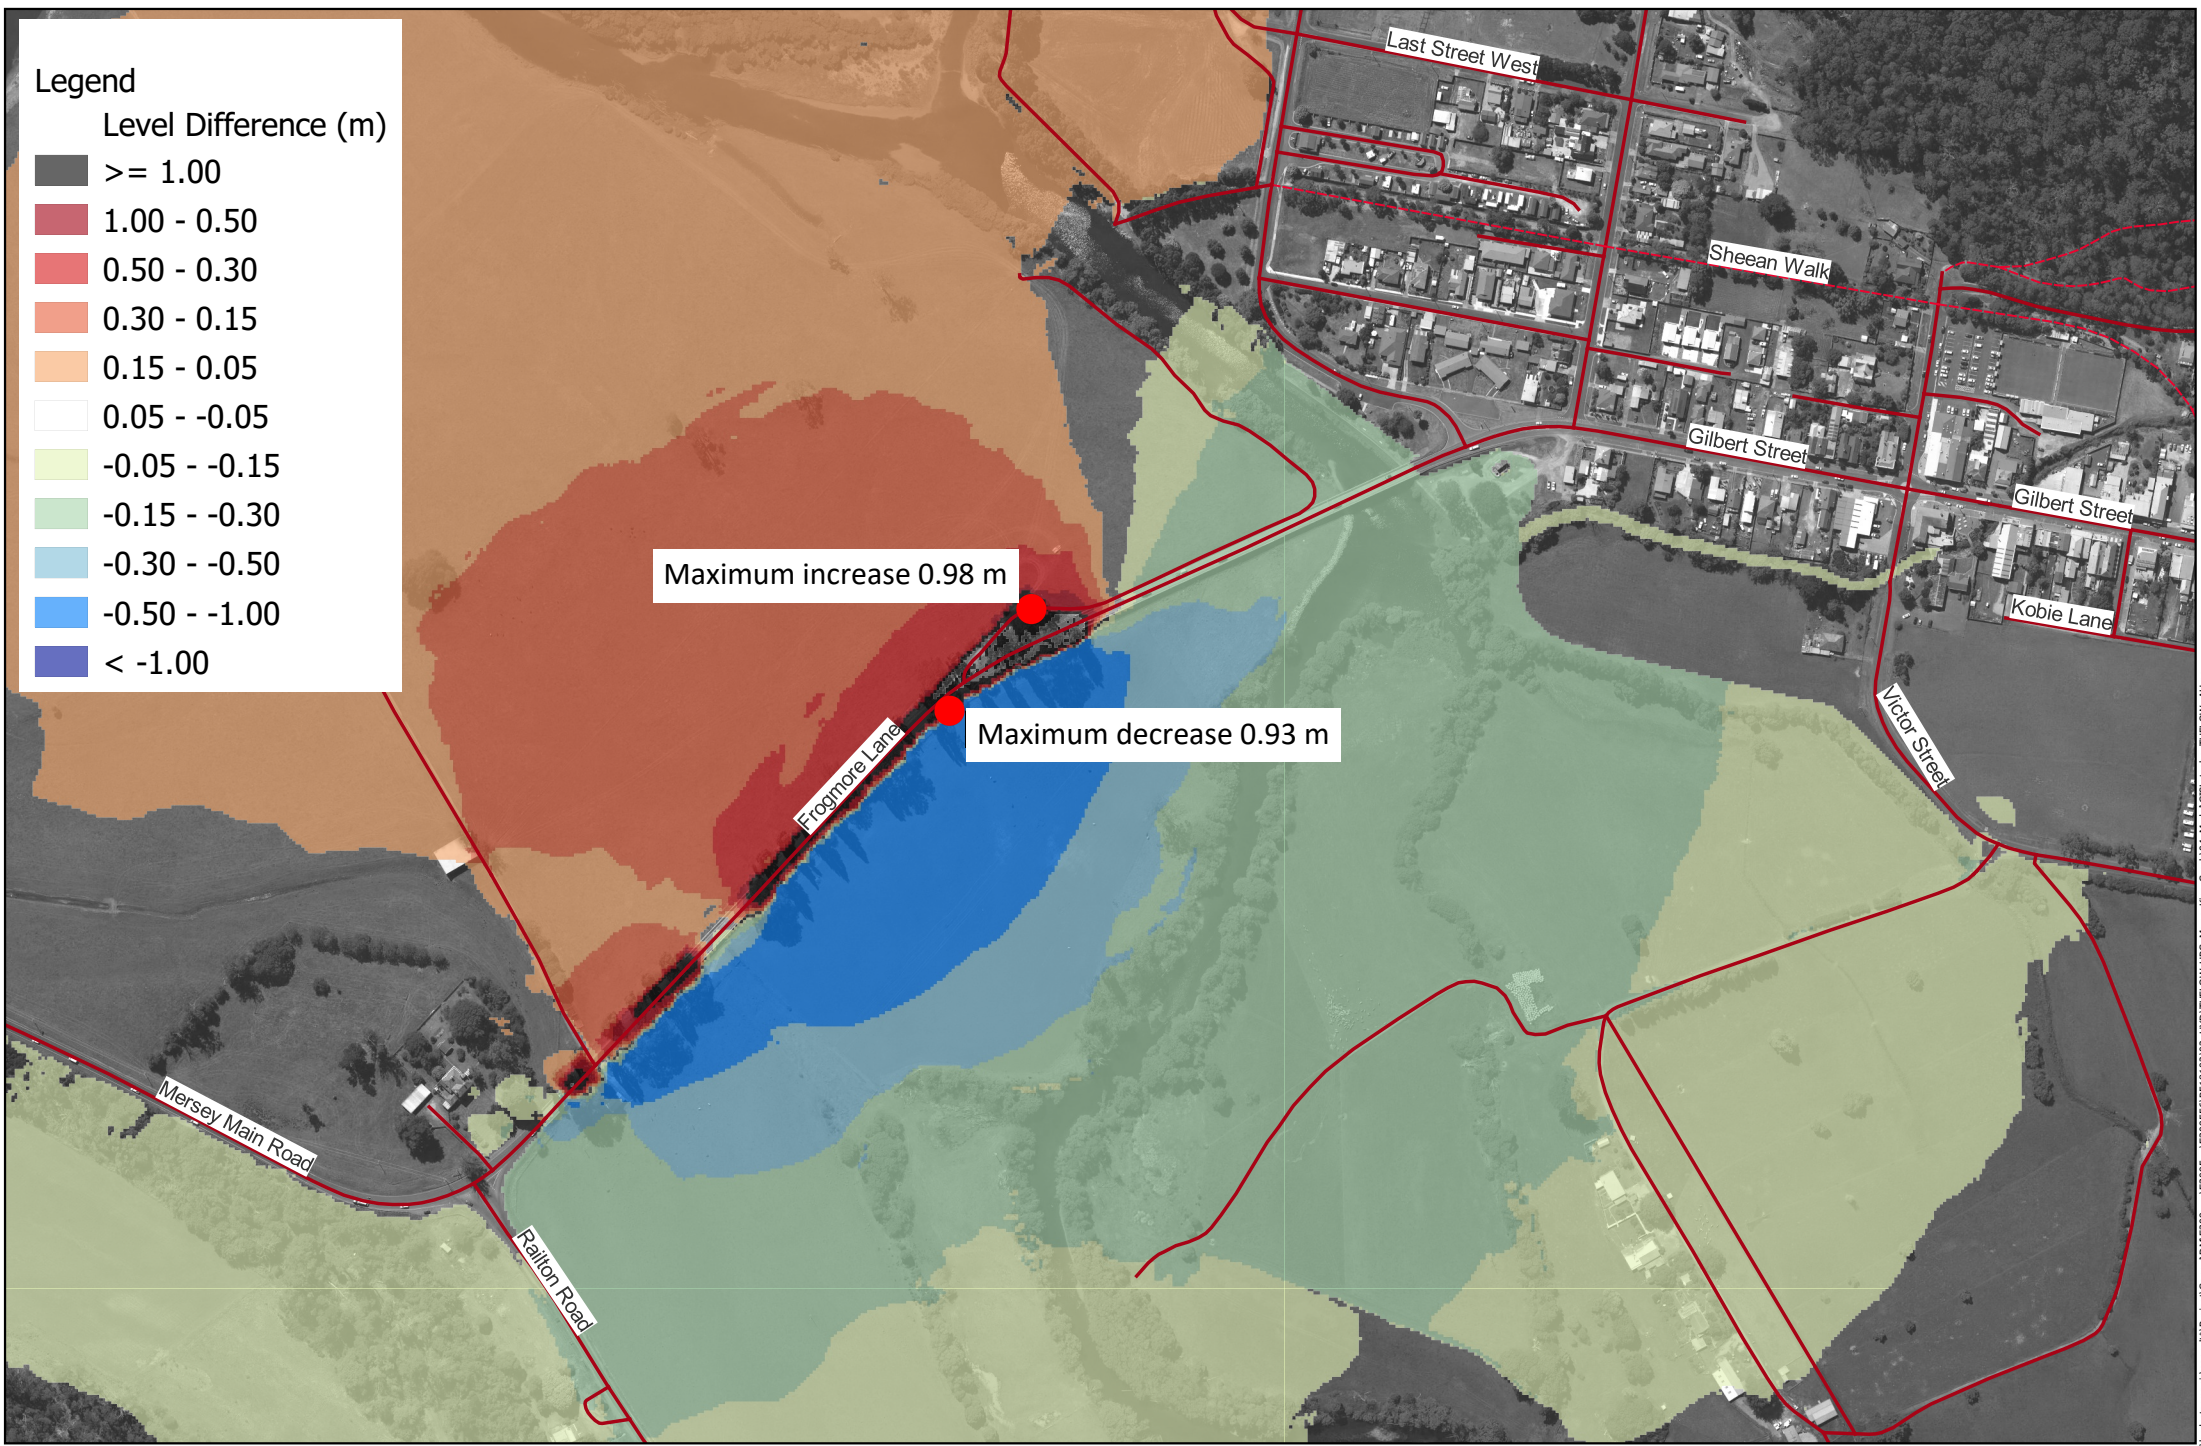 Legend
Level Difference (m)
>= 1.00
1.00 - 0.50
0.50 - 0.30
0.30 - 0.15
0.15 - 0.05
0.05 - -0.05
-0.05 - -0.15
-0.15 - -0.30
-0.30 - -0.50
-0.50 - -1.00
< -1.00
Last Street West
Sheean Walk
Gilbert Street
Gilbert Street
Kobie Lane
Victor Street
Maximum increase 0.98 m
Maximum decrease 0.93 m
Frogmore Lane
Mersey Main Road
Railton Road